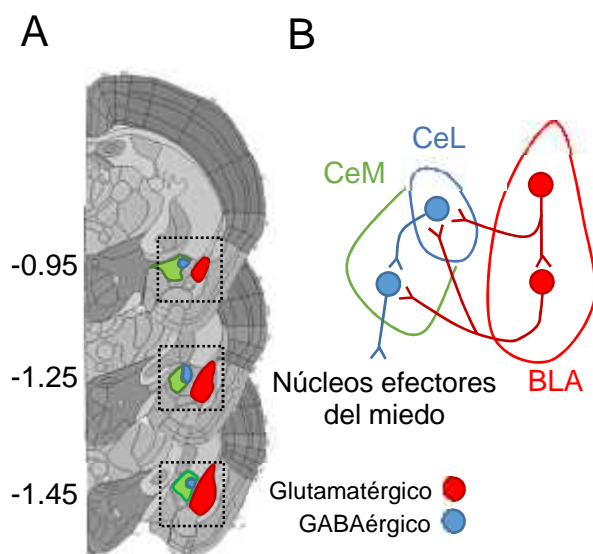 A
B
-0.95
-1.25
-1.45
CeL
CeM
BLA
Núcleos efectores
del miedo
Glutamatérgico
GABAérgico